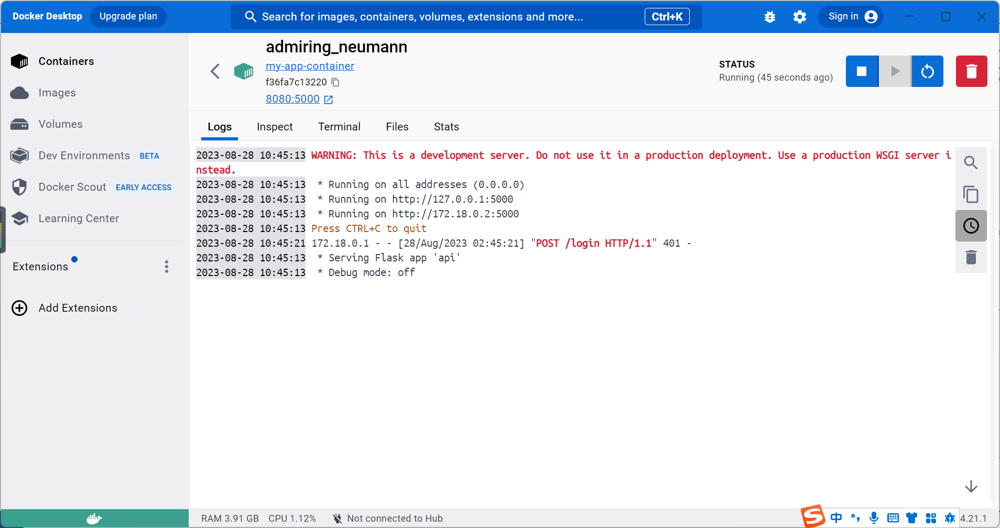 Docker Desktop
Upgrade plan
Search for images, containers, volumes, extensions and more...
Ctrl+K
Sign in
Containers
Images
Volumes
Dev Environments BETA
Docker Scout EARLY ACCESS
Learning Center
Extensions
Add Extensions
admiring_neumann
my-app-container
f36fa7c13220
8080:5000
STATUS
Running (45 seconds ago)
Logs
Inspect
Terminal
Files
Stats
2023-08-28 10:45:13 WARNING: This is a development server. Do not use it in a production deployment. Use a production WSGI server i
nstead.
2023-08-28 10:45:13 * Running on all addresses (0.0.0.0)
2023-08-28 10:45:13 * Running on http://127.0.0.1:5000
2023-08-28 10:45:13 * Running on http://172.18.0.2:5000
2023-08-28 10:45:13 Press CTRL+C to quit
2023-08-28 10:45:21 172.18.0.1 - - [28/Aug/2023 02:45:21] "POST /login HTTP/1.1" 401 -
2023-08-28 10:45:13 * Serving Flask app 'api'
2023-08-28 10:45:13 * Debug mode: off
RAM 3.91 GB
CPU 1.12%
Not connected to Hub
S
中
4.21.1